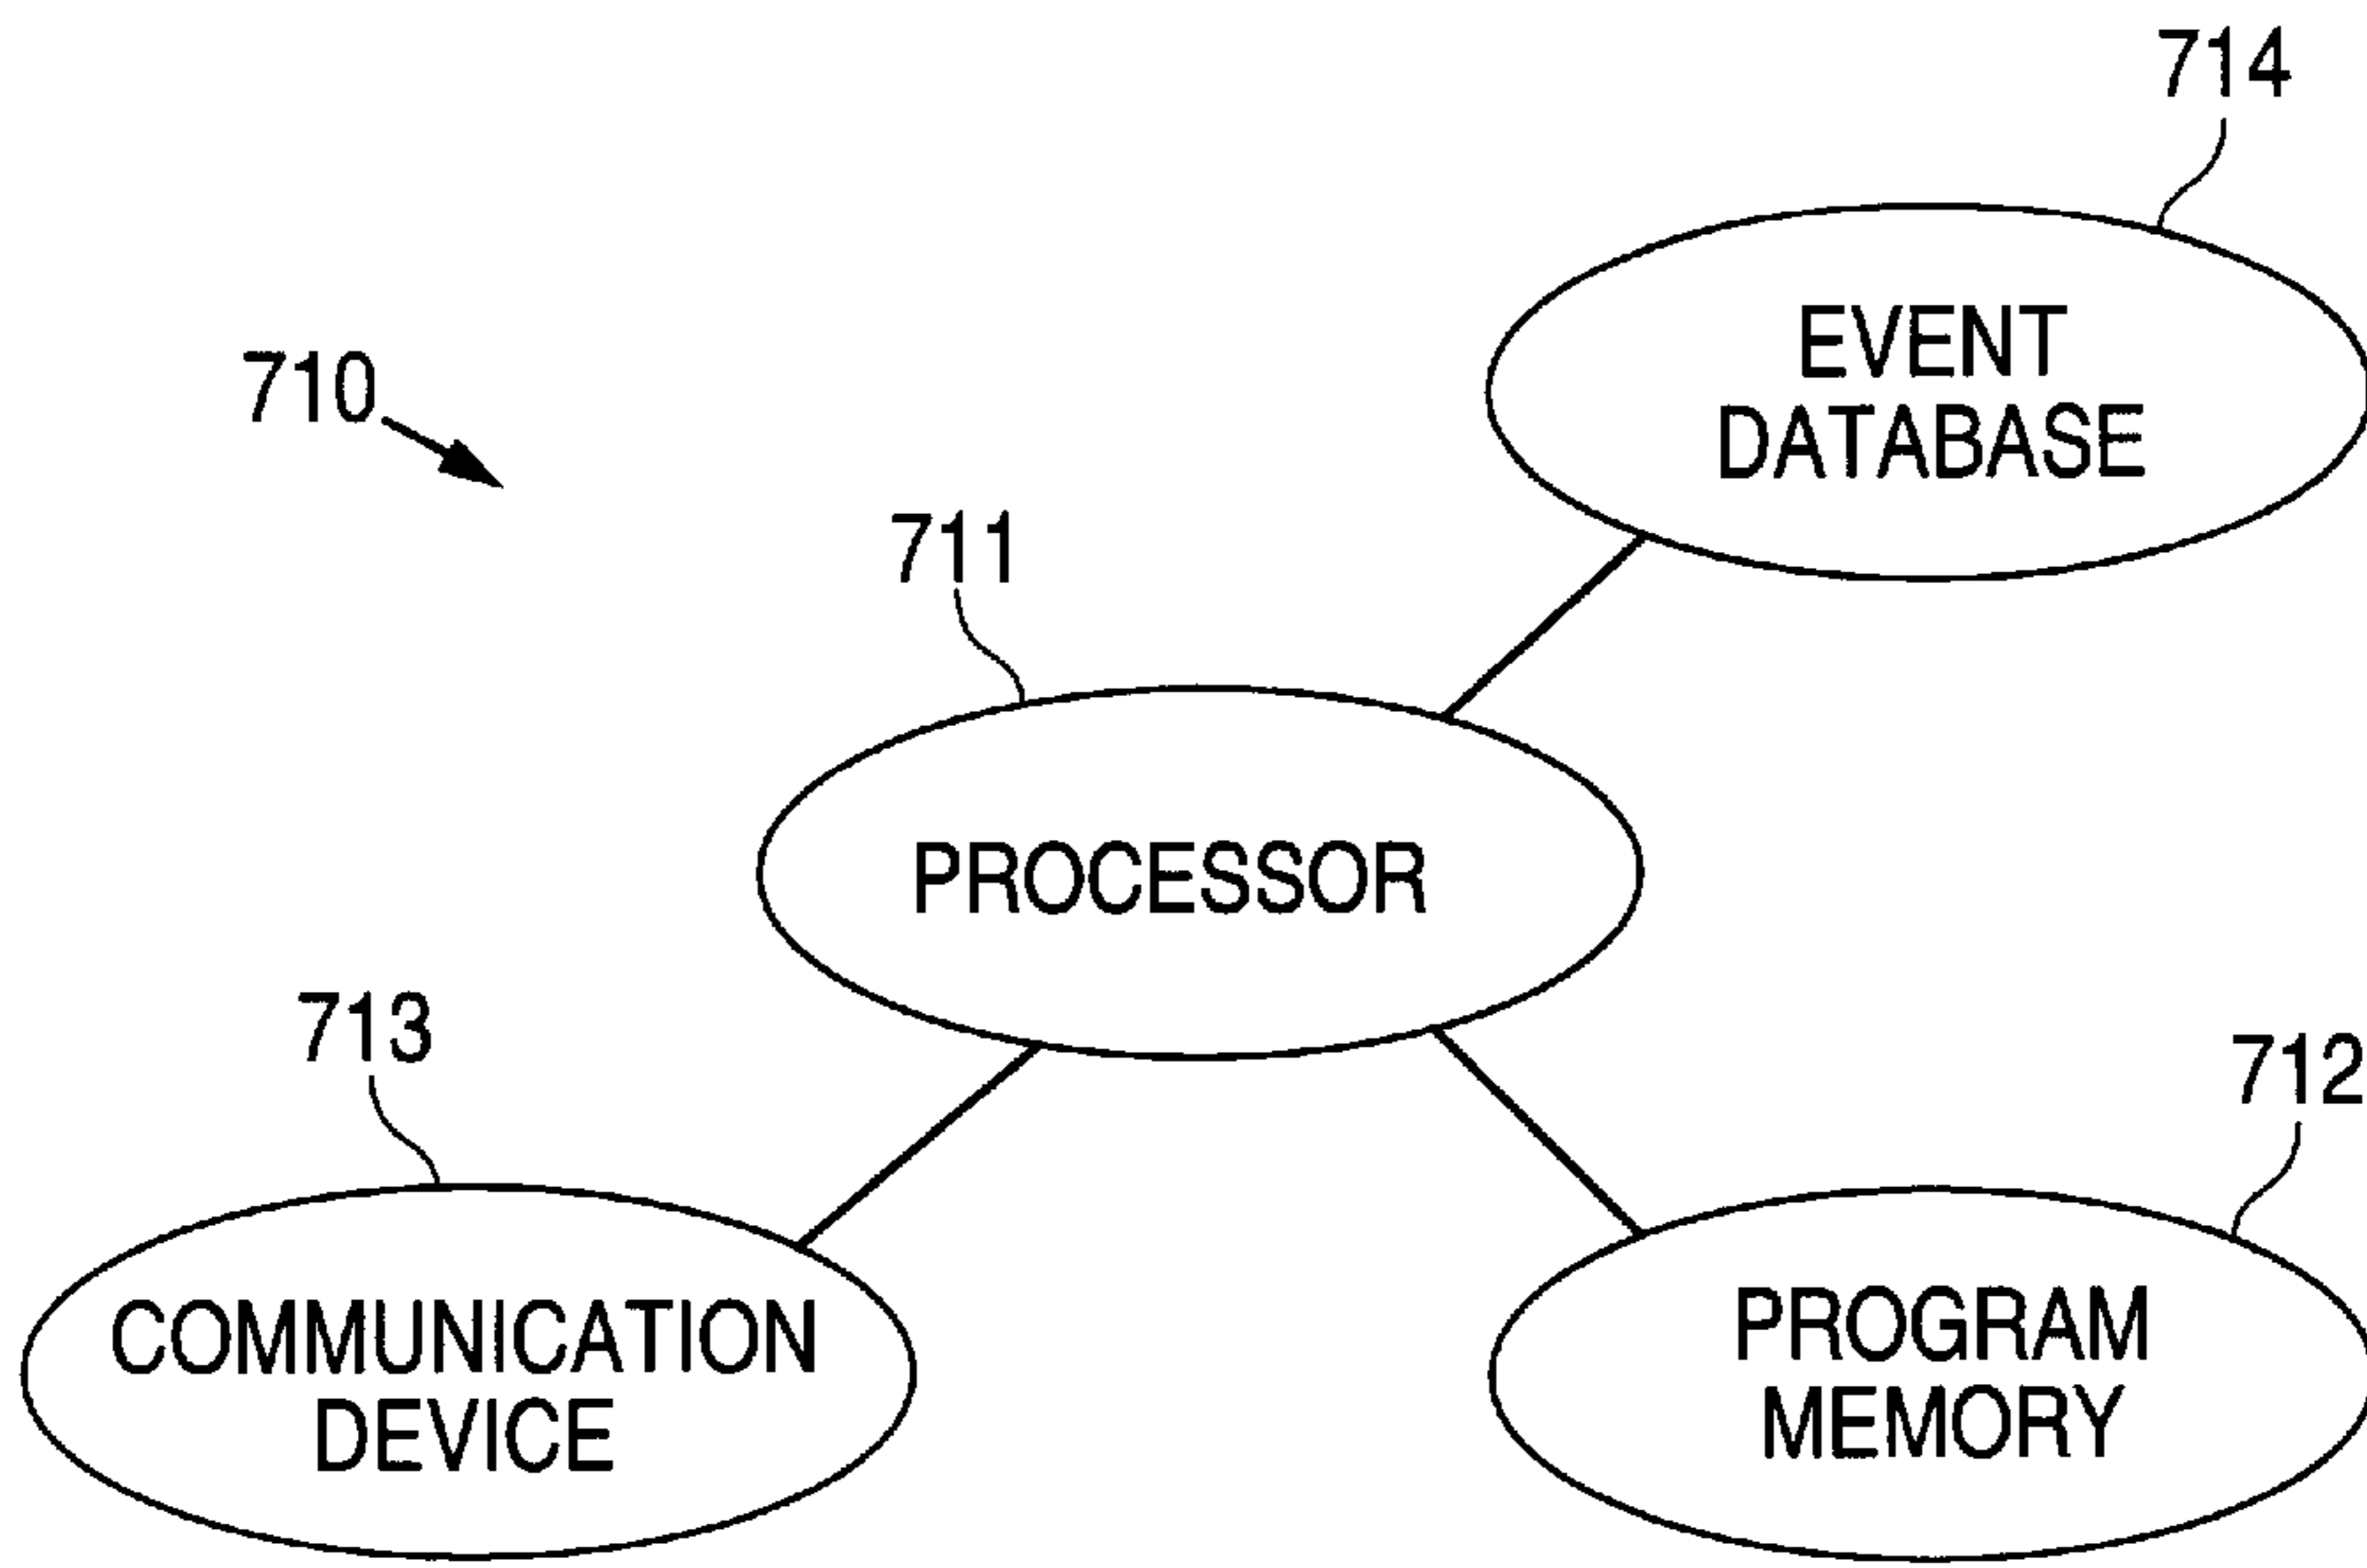 714
EVENT
DATABASE
710
711
PROCESSOR
713
COMMUNICATION
DEVICE
712
PROGRAM
MEMORY